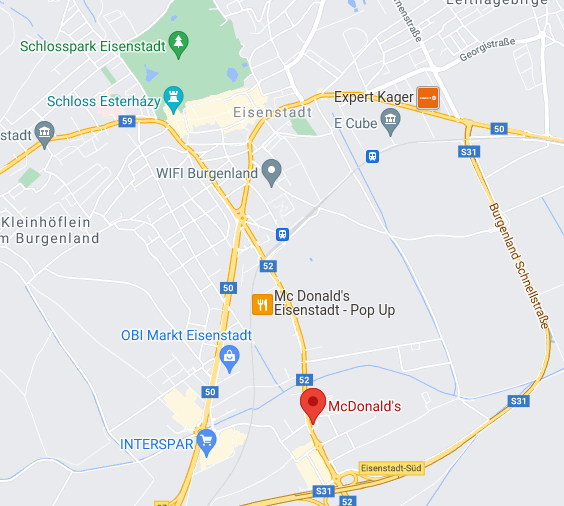 Leithagebirge
Schlosspark Eisenstadt
Georgistraße
Schloss Esterházy
Expert Kager
59
Eisenstadt
E Cube
50
stadt
S31
WIFI Burgenland
Kleinhöflein
m Burgenland
Burgenland Schnellstraße
52
50
Mc Donald's
Eisenstadt - Pop Up
OBI Markt Eisenstadt
52
50
McDonald's
S31
INTERSPAR
Eisenstadt-Süd
S31
52